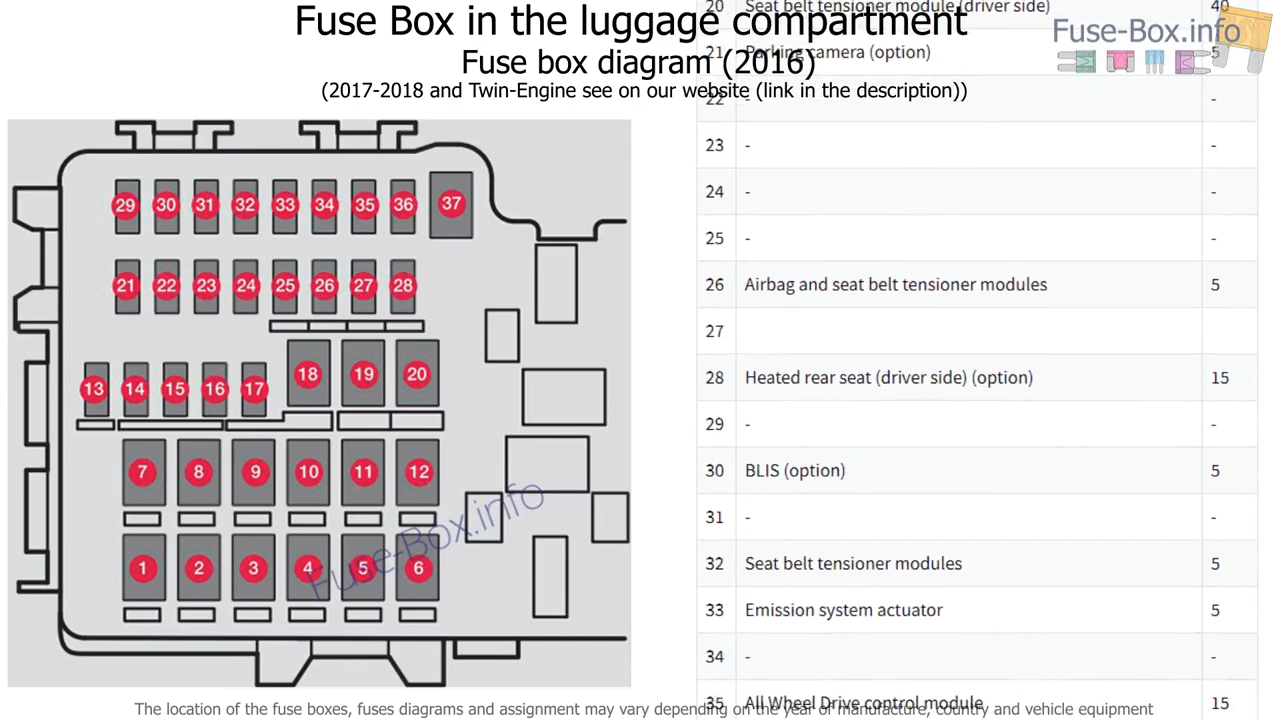 Fuse Box in the luggage compartment
Fuse box diagram (2016)
(2017-2018 and Twin-Engine see on our website (link in the description))
Fuse-Box.info
29 30 31 32 33 34 35 36 37
21 22 23 24 25 26 27 28
13 14 15 16 17 18 19 20
7 8 9 10 11 12
1 2 3 4 5 6
Fuse-Box.info
20 Seat belt tensioner module (driver side) 40
21 Parking camera (option) 5
22 - -
23 - -
24 - -
25 - -
26 Airbag and seat belt tensioner modules 5
27
28 Heated rear seat (driver side) (option) 15
29 - -
30 BLIS (option) 5
31 - -
32 Seat belt tensioner modules 5
33 Emission system actuator 5
34 - -
35 All Wheel Drive control module 15
The location of the fuse boxes, fuses diagrams and assignment may vary depending on the year of manufacture, country and vehicle equipment